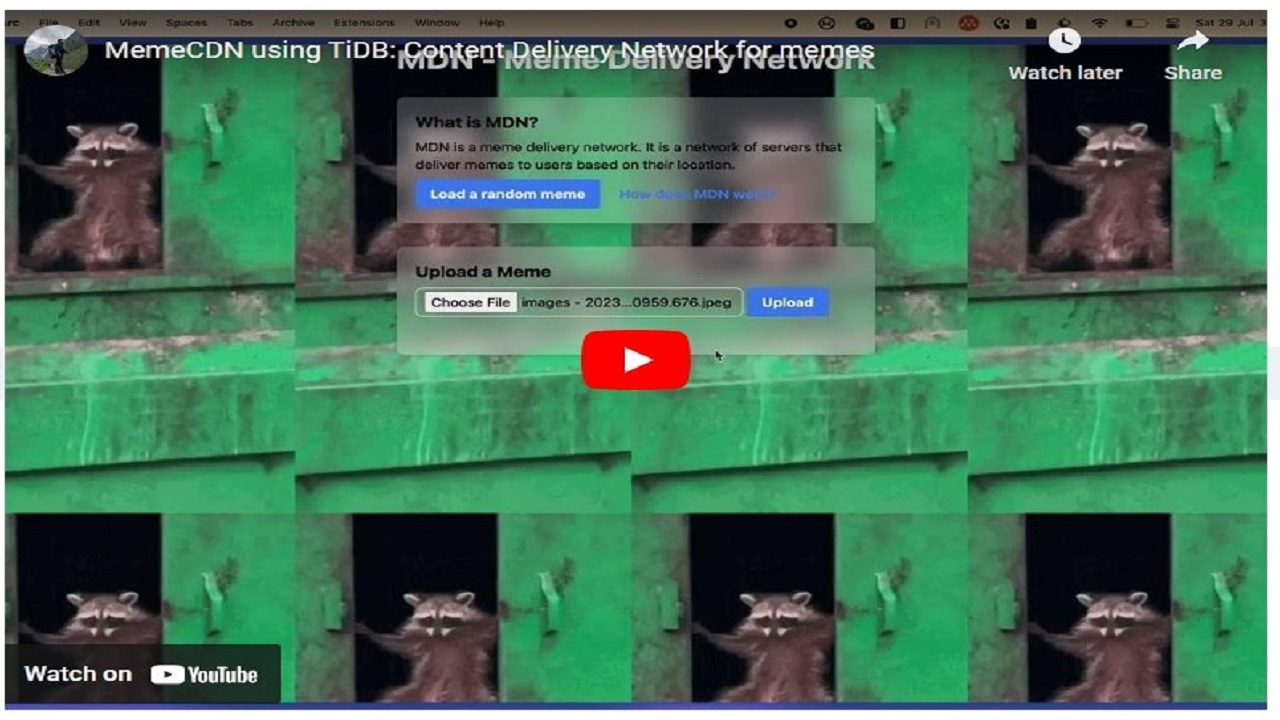 File Edit View Spaces Tabs Archive Extensions Window Help Sat 29 Jul
MemeCDN using TiDB: Content Delivery Network for memes
MDN - Meme Delivery Network
Watch later Share
What is MDN?
MDN is a meme delivery network. It is a network of servers that
deliver memes to users based on their location.
Load a random meme How does MDN work?
Upload a Meme
Choose File images - 2023...0959.676.jpeg Upload
Watch on YouTube